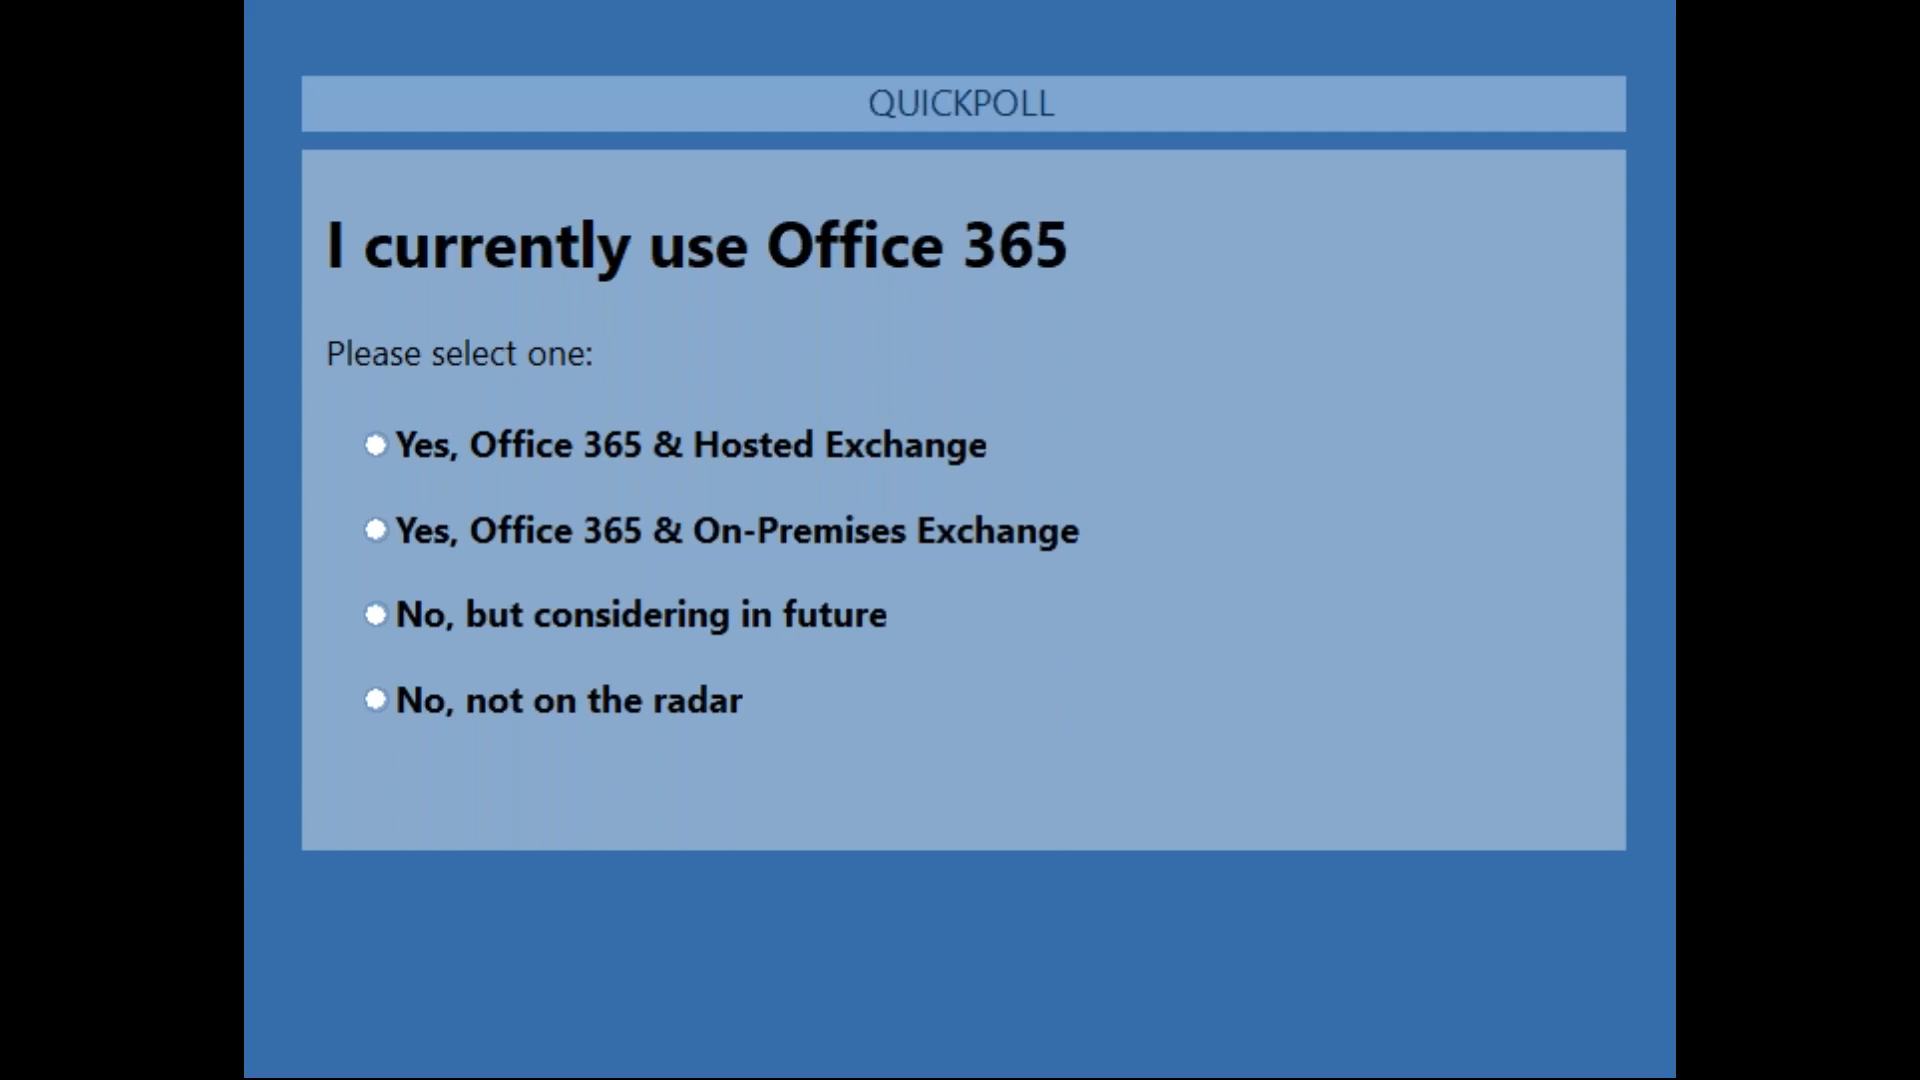 QUICKPOLL
I currently use Office 365
Please select one:
Yes, Office 365 & Hosted Exchange
Yes, Office 365 & On-Premises Exchange
No, but considering in future
No, not on the radar